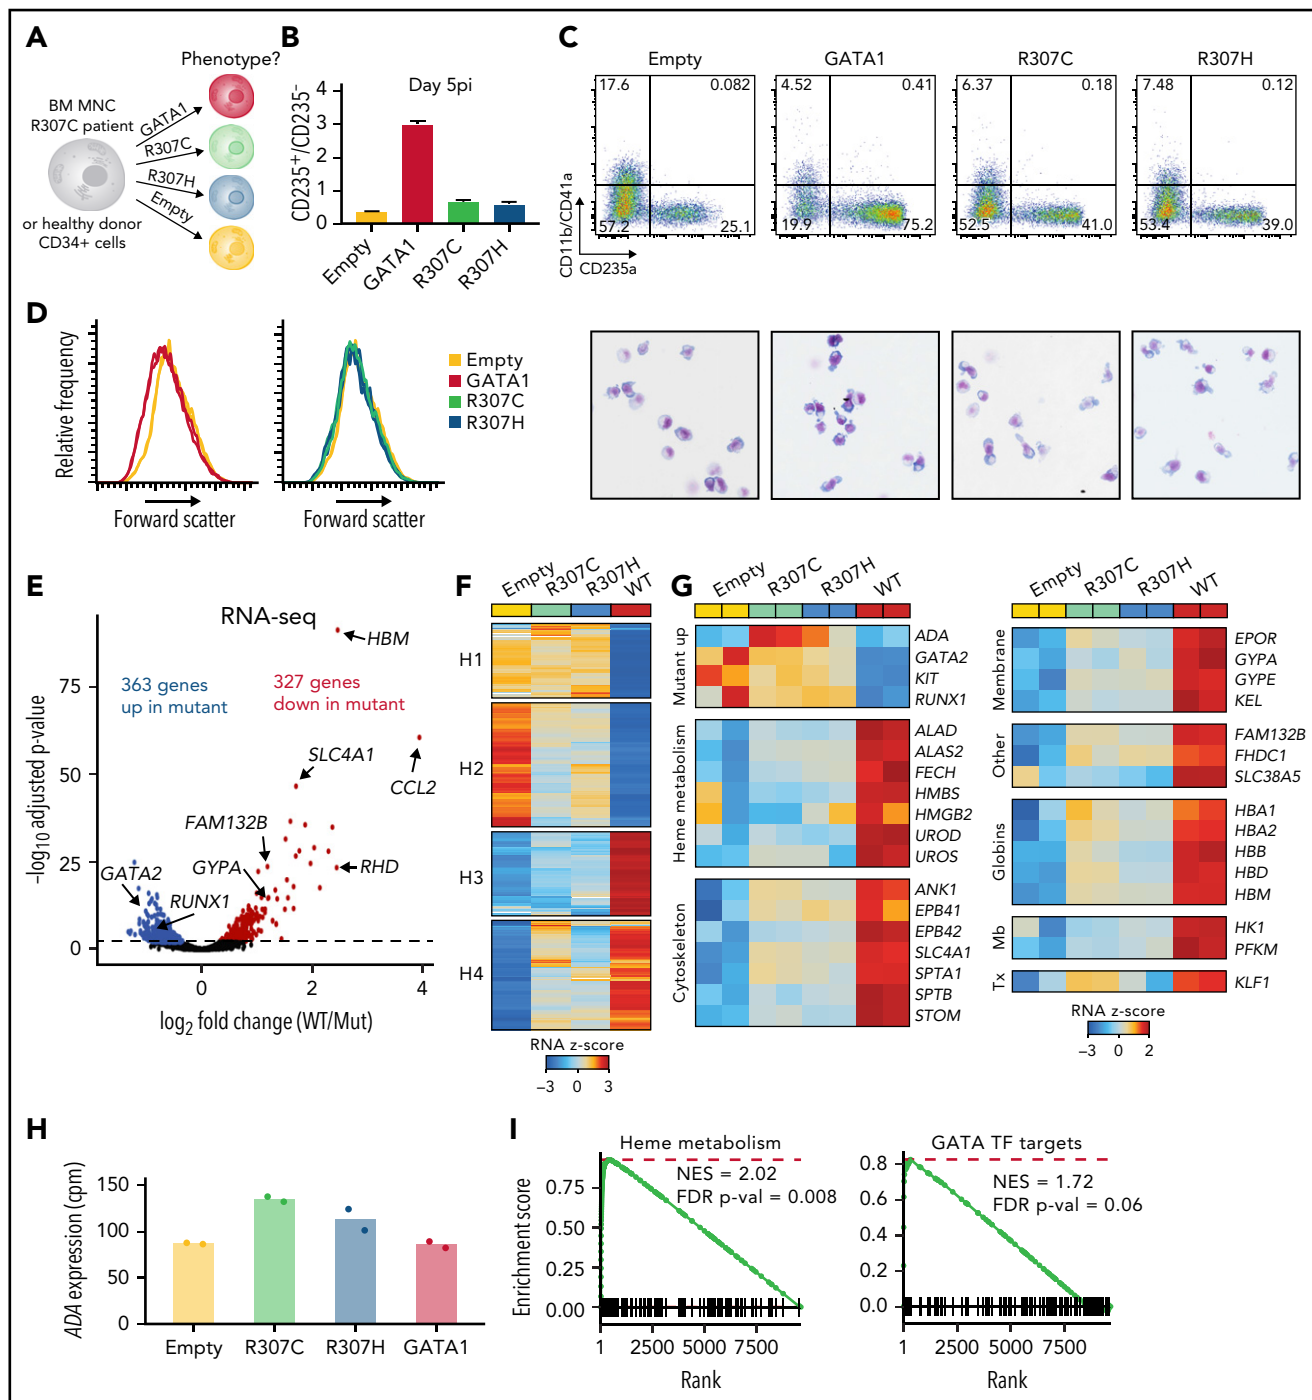 A
Phenotype?
BM MNC
R307C patient
GATA1
R307C
R307H
Empty
or healthy donor
CD34+ cells
B
Day 5pi
CD235+/CD235-
4
3
2
1
0
Empty
GATA1
R307C
R307H
C
Empty
GATA1
R307C
R307H
17.6
0.082
57.2
25.1
4.52
0.41
19.9
75.2
6.37
0.18
52.5
41.0
7.48
0.12
53.4
39.0
CD11b/CD41a
CD235a
D
Relative frequency
Forward scatter
Forward scatter
Empty
GATA1
R307C
R307H
E
RNA-seq
363 genes
up in mutant
327 genes
down in mutant
HBM
SLC4A1
CCL2
FAM132B
GATA2
GYPA
RHD
RUNX1
–log10 adjusted p-value
75
50
25
0
0
2
4
log2 fold change (WT/Mut)
F
Empty
R307C
R307H
WT
H1
H2
H3
H4
RNA z-score
–3
0
3
G
Empty
R307C
R307H
WT
Mutant up
ADA
GATA2
KIT
RUNX1
Heme metabolism
ALAD
ALAS2
FECH
HMBS
HMGB2
UROD
UROS
Cytoskeleton
ANK1
EPB41
EPB42
SLC4A1
SPTA1
SPTB
STOM
Empty
R307C
R307H
WT
Membrane
EPOR
GYPA
GYPE
KEL
Other
FAM132B
FHDC1
SLC38A5
Globins
HBA1
HBA2
HBB
HBD
HBM
Mb
HK1
PFKM
Tx
KLF1
RNA z-score
–3
0
2
H
ADA expression (cpm)
150
100
50
0
Empty
R307C
R307H
GATA1
I
Heme metabolism
NES = 2.02
FDR p-val = 0.008
Enrichment score
0.75
0.50
0.25
0.00
1
2500
5000
7500
Rank
GATA TF targets
NES = 1.72
FDR p-val = 0.06
0.8
0.6
0.4
0.2
0.0
1
2500
5000
7500
Rank